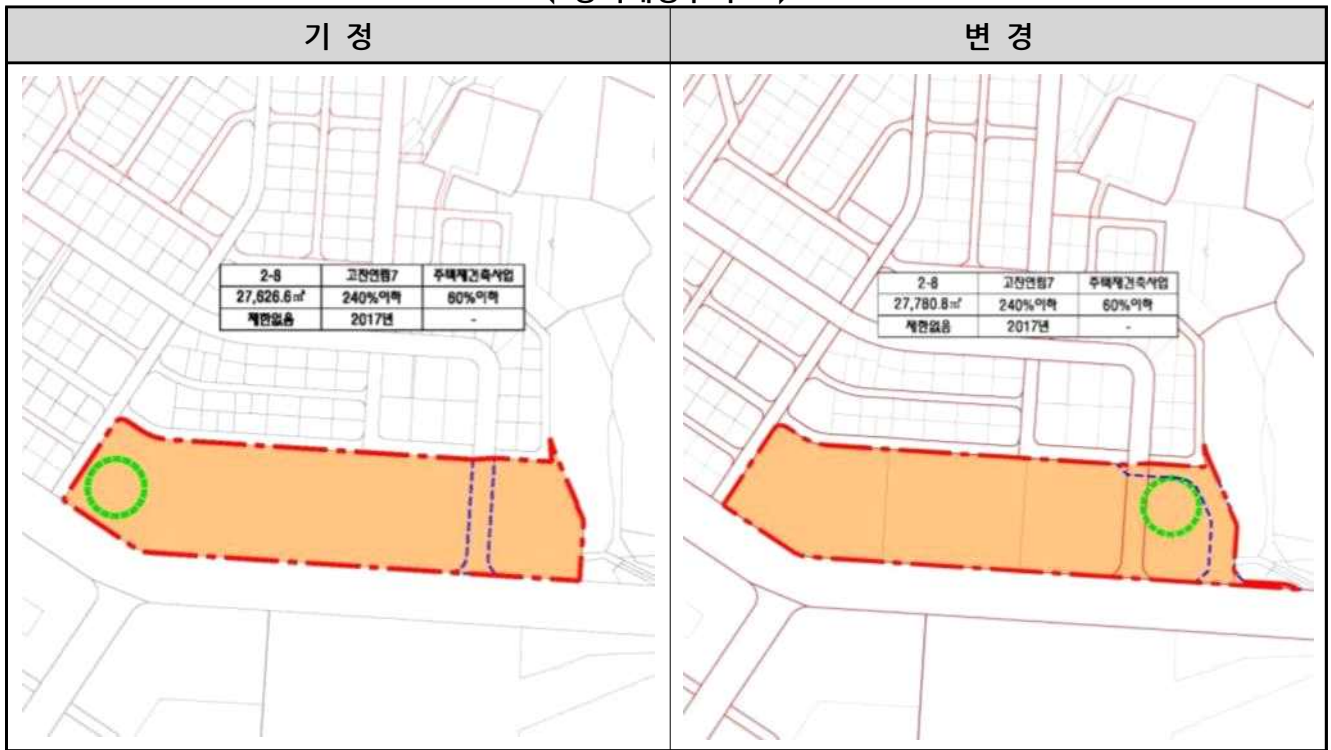 기 정
변 경
2-8 고잔연립7 주택재건축사업
27,626.6㎡ 240%이하 60%이하
제한없음 2017년 -
2-8 고잔연립7 주택재건축사업
27,780.8㎡ 240%이하 60%이하
제한없음 2017년 -